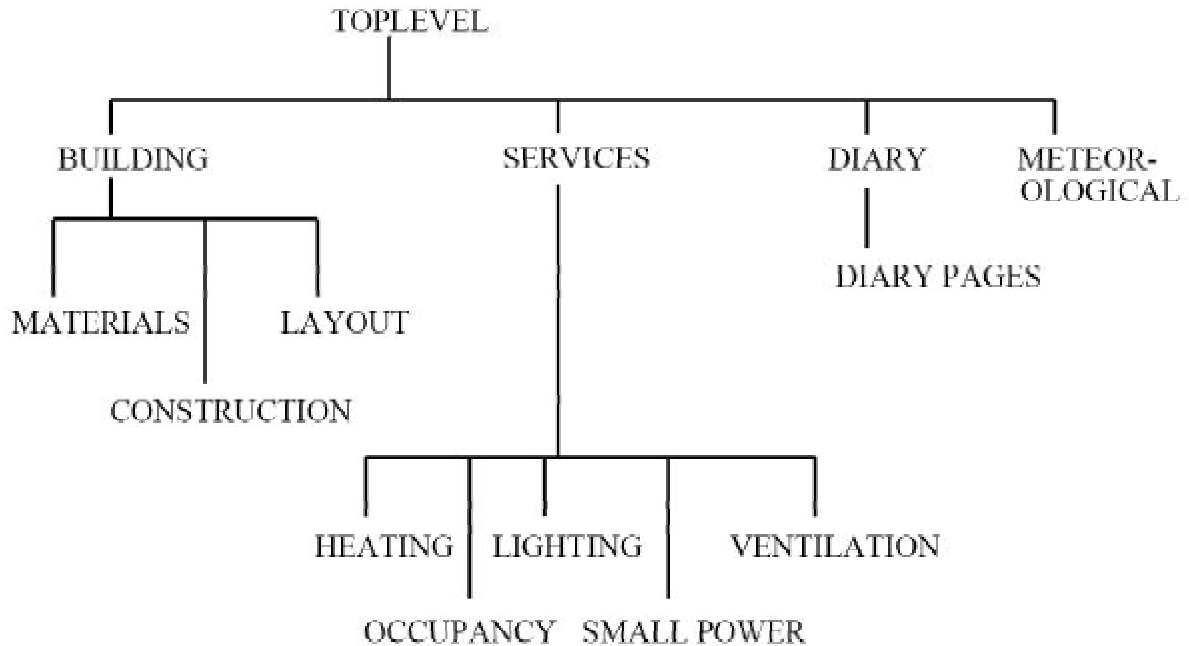 TOPLEVEL
BUILDING
SERVICES
DIARY
METEOR-
OLOGICAL
DIARY PAGES
MATERIALS
LAYOUT
CONSTRUCTION
HEATING
LIGHTING
VENTILATION
OCCUPANCY
SMALL POWER